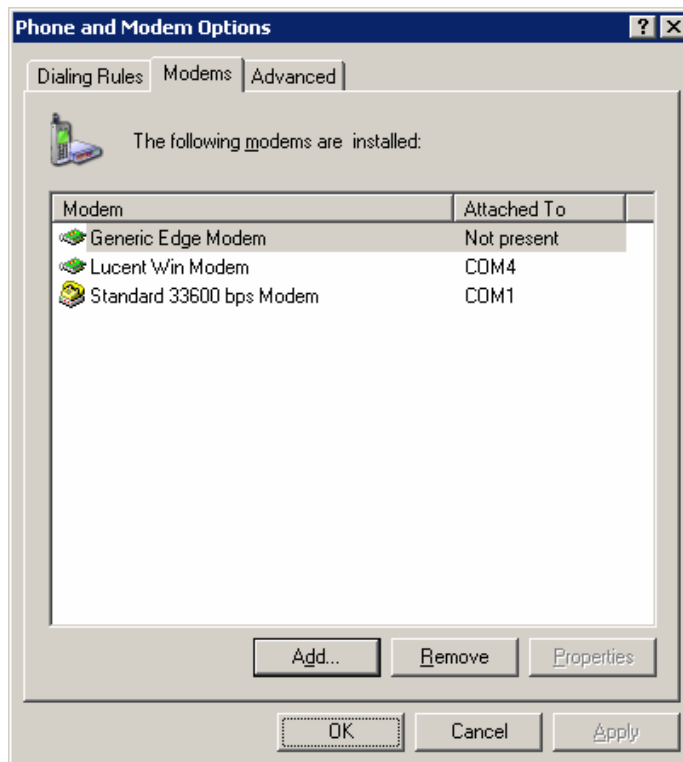 Phone and Modem Options
Dialing Rules Modems Advanced
The following modems are installed:
Modem Attached To
Generic Edge Modem Not present
Lucent Win Modem COM4
Standard 33600 bps Modem COM1
Add... Remove Properties
OK Cancel Apply